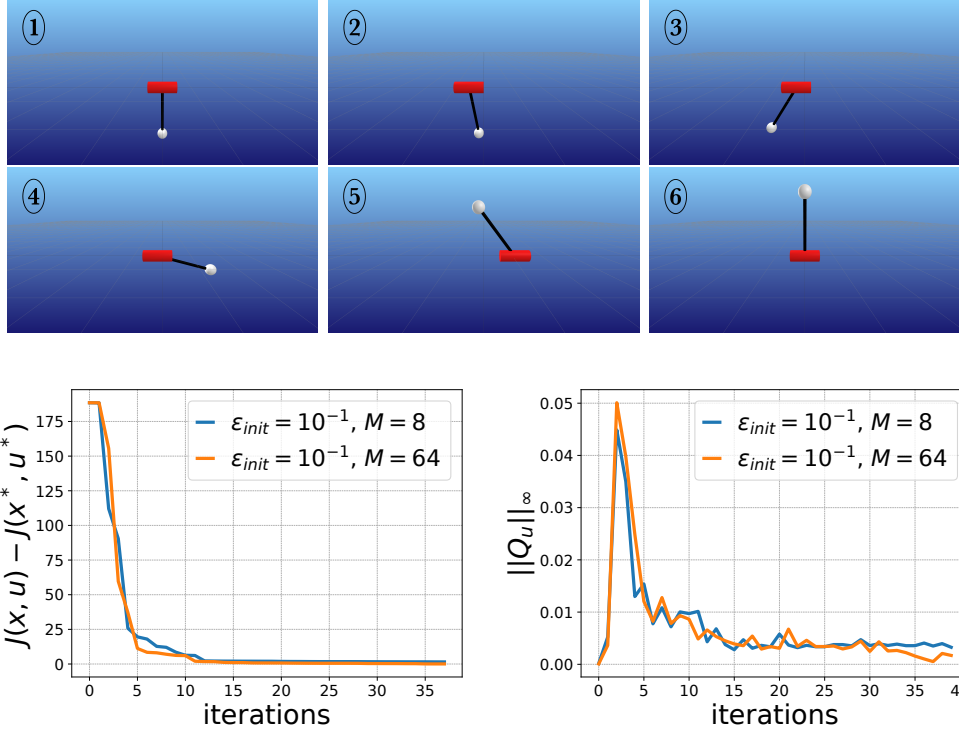 ① ② ③
④ ⑤ ⑥
J(x, u) − J(x*, u*)
175
150
125
100
75
50
25
0
ε_init = 10⁻¹, M = 8
ε_init = 10⁻¹, M = 64
0 5 10 15 20 25 30 35
iterations
||Q_u||_∞
0.05
0.04
0.03
0.02
0.01
0.00
ε_init = 10⁻¹, M = 8
ε_init = 10⁻¹, M = 64
0 5 10 15 20 25 30 35 4
iterations